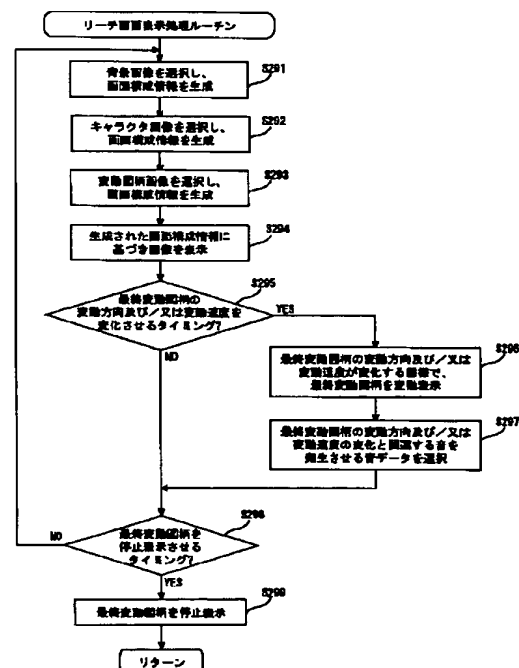 リーチ画面表示処理ルーチン
S291
背景画像を選択し、
画面構成情報を生成
S292
キャラクタ画像を選択し、
画面構成情報を生成
S293
変動図柄画像を選択し、
画面構成情報を生成
S294
生成された画面構成情報に
基づき画像を表示
S295
最終変動図柄の
変動方向及び/又は変動速度を
変化させるタイミング?
YES
NO
S296
最終変動図柄の変動方向及び/又は
変動速度が変化する態様で、
最終変動図柄を変動表示
S297
最終変動図柄の変動方向及び/又は
変動速度の変化と関連する音を
発生させる音データを選択
S298
最終変動図柄を
停止表示させる
タイミング?
NO
YES
S299
最終変動図柄を停止表示
リターン